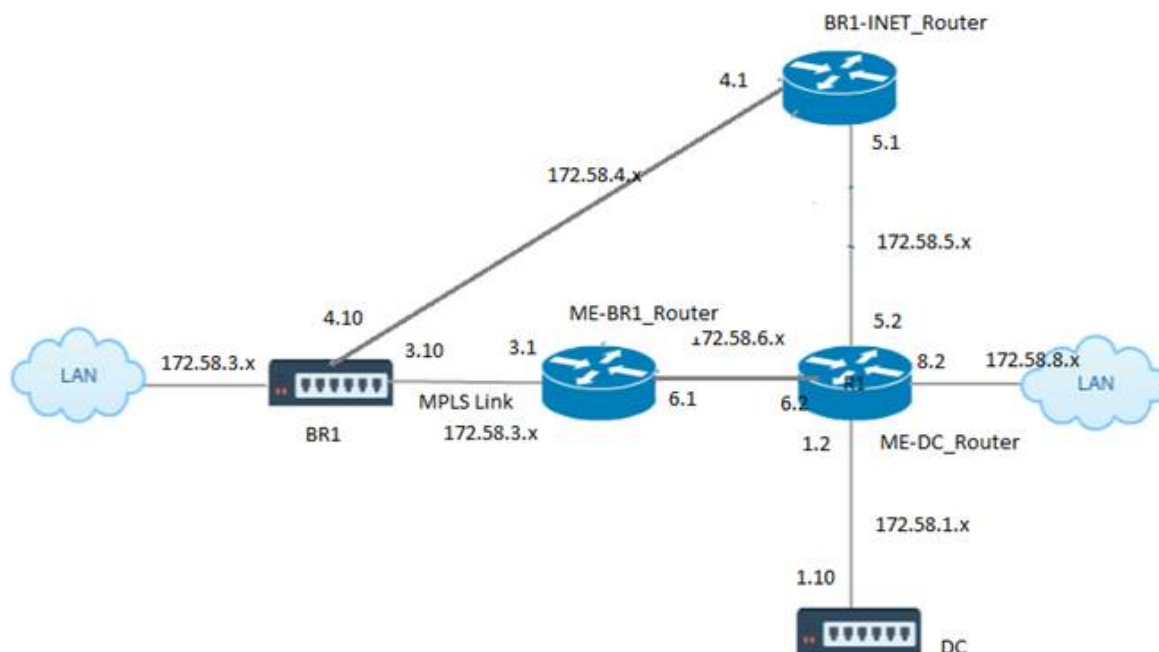 BR1-INET_Router
4.1
5.1
172.58.4.x
172.58.5.x
4.10
ME-BR1_Router
5.2
172.58.3.x
3.10
3.1
172.58.6.x
8.2
172.58.8.x
LAN
R1
LAN
MPLS Link
6.1
6.2
BR1
172.58.3.x
1.2
ME-DC_Router
172.58.1.x
1.10
DC